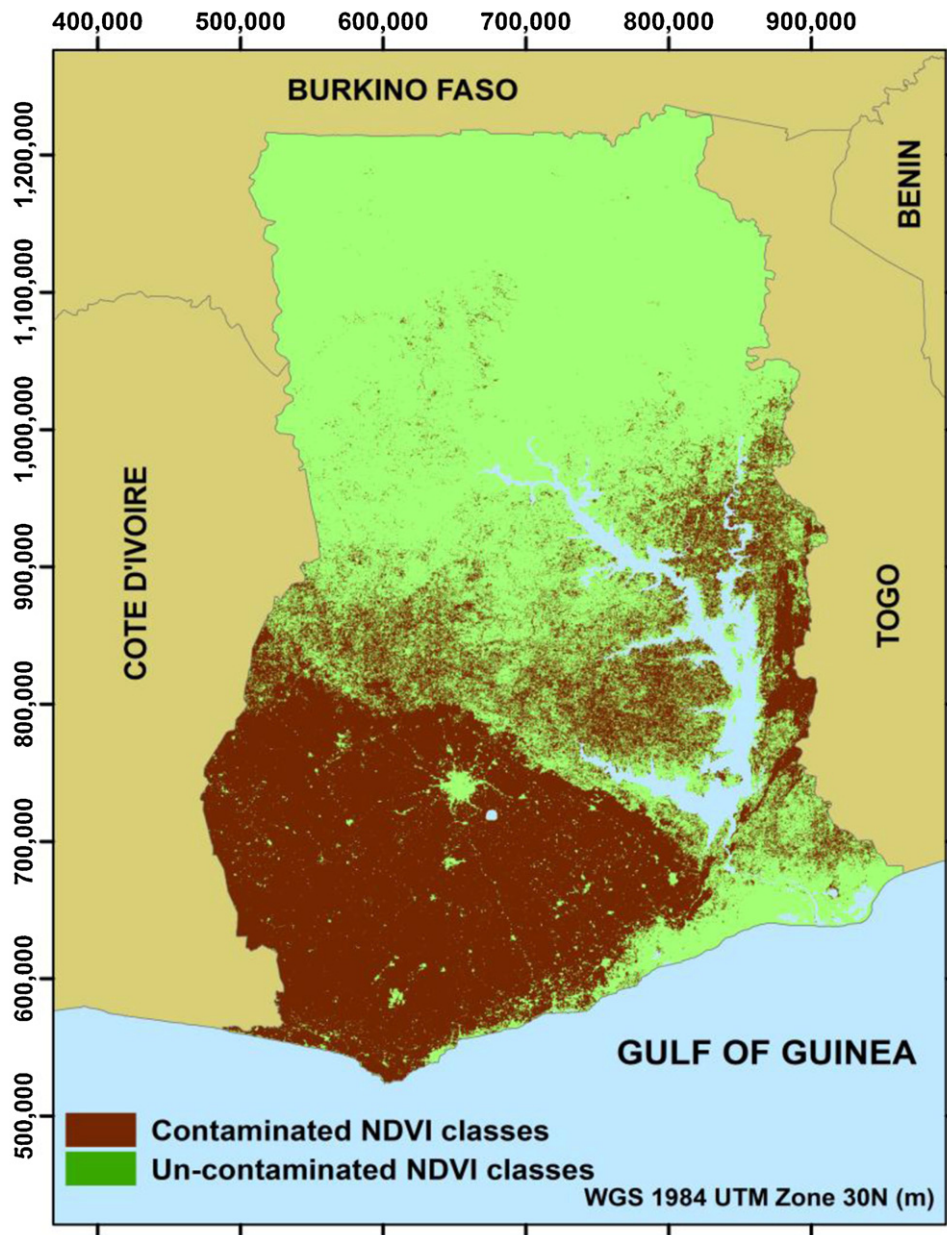 400,000 500,000 600,000 700,000 800,000 900,000
BURKINO FASO
BENIN
COTE D'IVOIRE
TOGO
1,200,000
1,100,000
1,000,000
900,000
800,000
700,000
600,000
500,000
GULF OF GUINEA
Contaminated NDVI classes
Un-contaminated NDVI classes
WGS 1984 UTM Zone 30N (m)